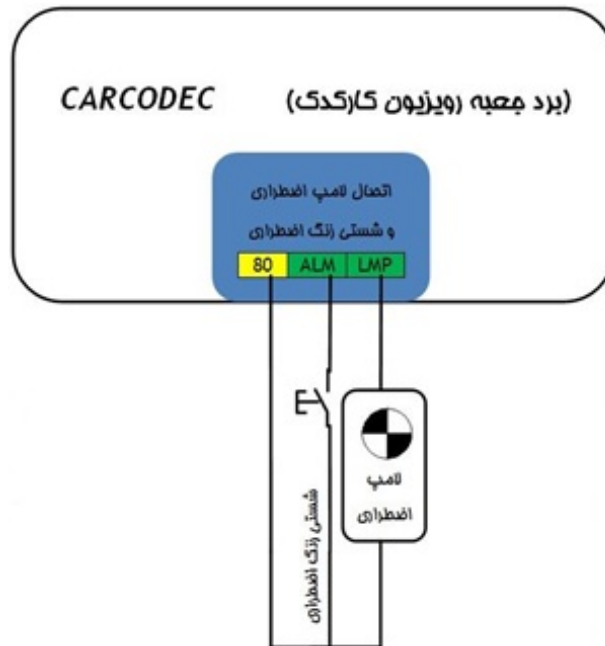 CARCODEC (برد جعبه رویزیون کارکدک)
اتصال لامپ اضطراری
و شستی زنگ اضطراری
80 ALM LMP
شستی زنگ اضطراری
لامپ
اضطراری